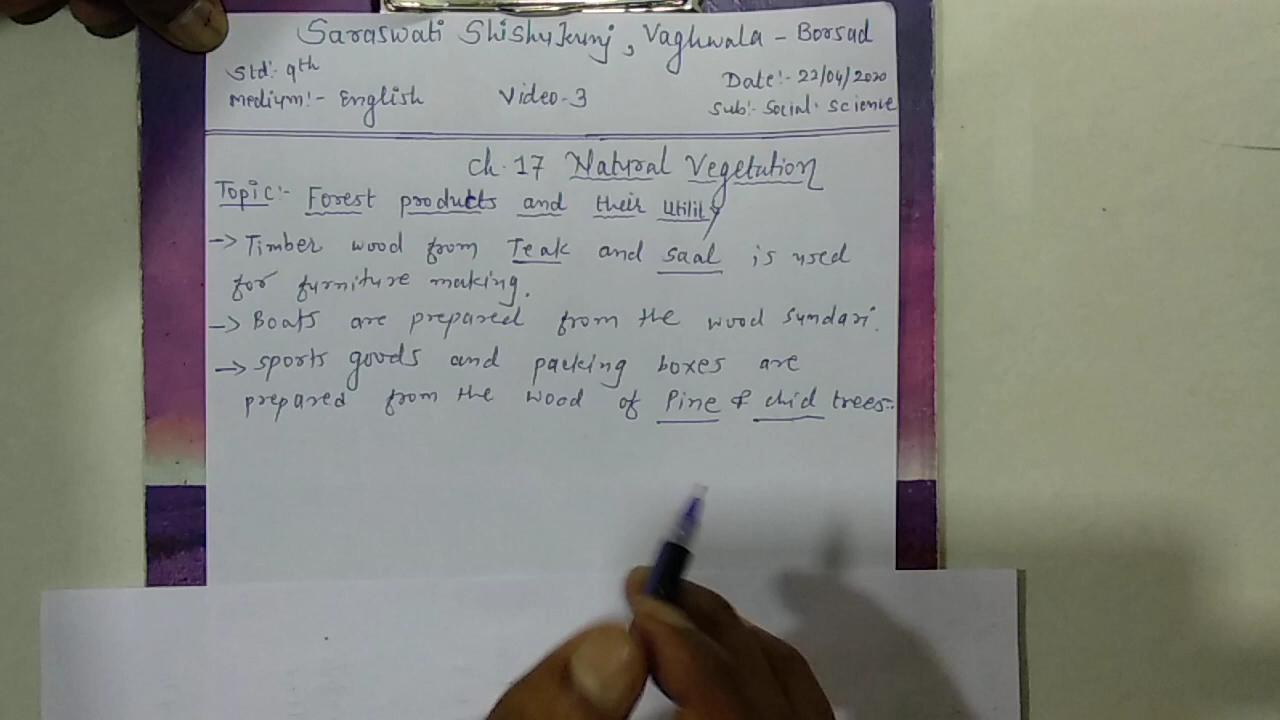 Saraswati Shishukunj, Vaghwala - Borsad
Std:- 9th
Date:- 22/04/2020
Medium:- English
Video-3
Sub:- Social Science
Ch. 17 Natural Vegetation
Topic:- Forest products and their Utility
-> Timber wood from Teak and Saal is used
for furniture making.
-> Boats are prepared from the wood sundari.
-> Sports goods and packing boxes are
prepared from the wood of Pine & chid trees.